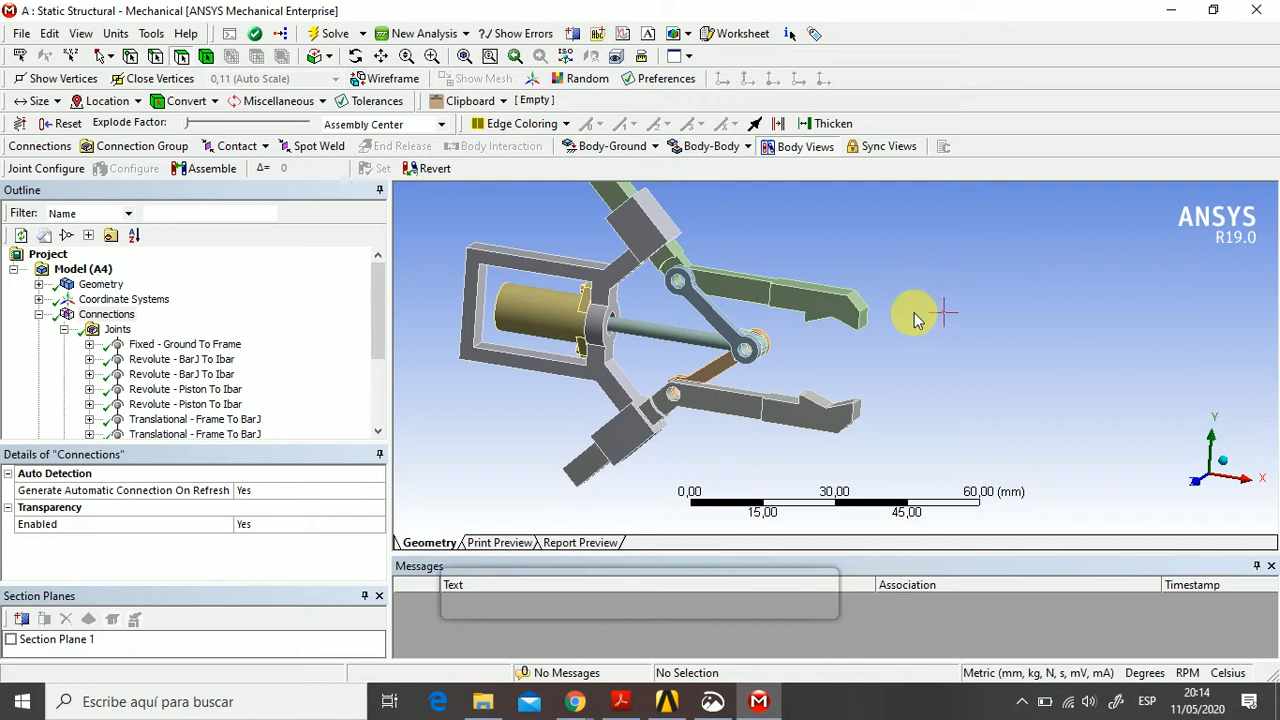 A : Static Structural - Mechanical [ANSYS Mechanical Enterprise]
File Edit View Units Tools Help Solve New Analysis Show Errors Worksheet
Show Vertices Close Vertices 0,11 (Auto Scale) Wireframe Show Mesh Random Preferences
Size Location Convert Miscellaneous Tolerances Clipboard [ Empty ]
Reset Explode Factor: Assembly Center Edge Coloring Thicken
Connections Connection Group Contact Spot Weld End Release Body Interaction Body-Ground Body-Body Body Views Sync Views
Joint Configure Configure Assemble Δ= 0 Set Revert
Outline
Filter: Name
Project
Model (A4)
Geometry
Coordinate Systems
Connections
Joints
Fixed - Ground To Frame
Revolute - BarJ To Ibar
Revolute - BarJ To Ibar
Revolute - Piston To Ibar
Revolute - Piston To Ibar
Translational - Frame To BarJ
Translational - Frame To BarJ
Details of "Connections"
Auto Detection
Generate Automatic Connection On Refresh Yes
Transparency
Enabled Yes
Section Planes
Section Plane 1
ANSYS
R19.0
Y
X
Z
0,00 30,00 60,00 (mm)
15,00 45,00
Geometry Print Preview Report Preview
Messages
Text Association Timestamp
No Messages No Selection Metric (mm, kg, N, s, mV, mA) Degrees RPM Celsius
Escribe aquí para buscar
ESP
20:14
11/05/2020